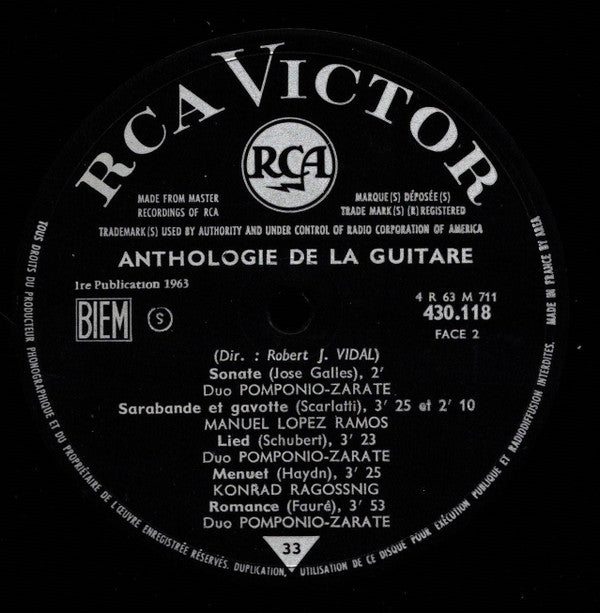 RCA VICTOR
RCA
MADE FROM MASTER
RECORDINGS OF RCA
MARQUE(S) DÉPOSÉE(S)
TRADE MARK(S) (R) REGISTERED
TRADEMARK(S) USED BY AUTHORITY AND UNDER CONTROL OF RADIO CORPORATION OF AMERICA
ANTHOLOGIE DE LA GUITARE
1re Publication 1963
BIEM
S
4 R 63 M 711
430.118
FACE 2
(Dir. : Robert J. VIDAL)
Sonate (Jose Galles), 2'
Duo POMPONIO-ZARATE
Sarabande et gavotte (Scarlatti), 3' 25 et 2' 10
MANUEL LOPEZ RAMOS
Lied (Schubert), 3' 23
Duo POMPONIO-ZARATE
Menuet (Haydn), 3' 25
KONRAD RAGOSSNIG
Romance (Fauré), 3' 53
Duo POMPONIO-ZARATE
33
TOUS DROITS DU PRODUCTEUR PHONOGRAPHIQUE ET DU PROPRIÉTAIRE DE L'ŒUVRE ENREGISTRÉE RÉSERVÉS. DUPLICATION, UTILISATION DE CE DISQUE POUR EXÉCUTION PUBLIQUE ET RADIODIFFUSION INTERDITES. MADE IN FRANCE BY AREA